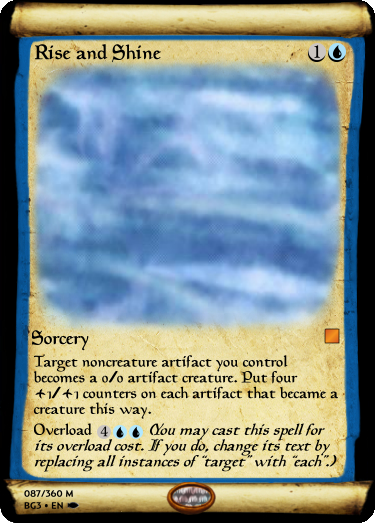 Rise and Shine 1
Sorcery
Target noncreature artifact you control
becomes a 0/0 artifact creature. Put four
+1/+1 counters on each artifact that became a
creature this way.
Overload 4 (You may cast this spell for
its overload cost. If you do, change its text by
replacing all instances of "target" with "each".)
087/360 M
BG3 • EN